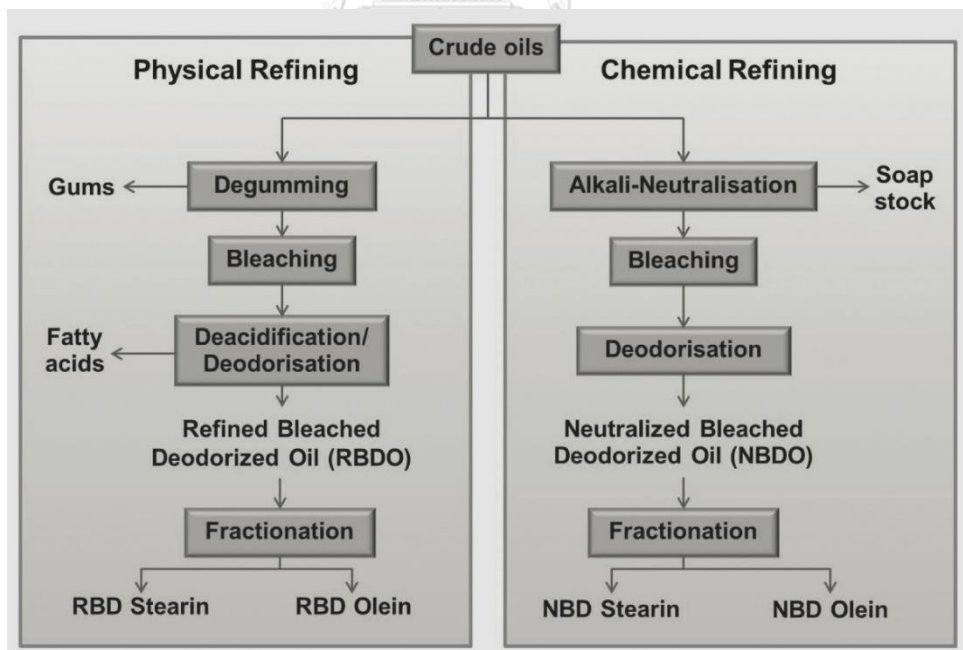 Crude oils
Physical Refining
Gums
Degumming
Bleaching
Fatty
acids
Deacidification/
Deodorisation
Refined Bleached
Deodorized Oil (RBDO)
Fractionation
RBD Stearin
RBD Olein
Chemical Refining
Alkali-Neutralisation
Soap
stock
Bleaching
Deodorisation
Neutralized Bleached
Deodorized Oil (NBDO)
Fractionation
NBD Stearin
NBD Olein